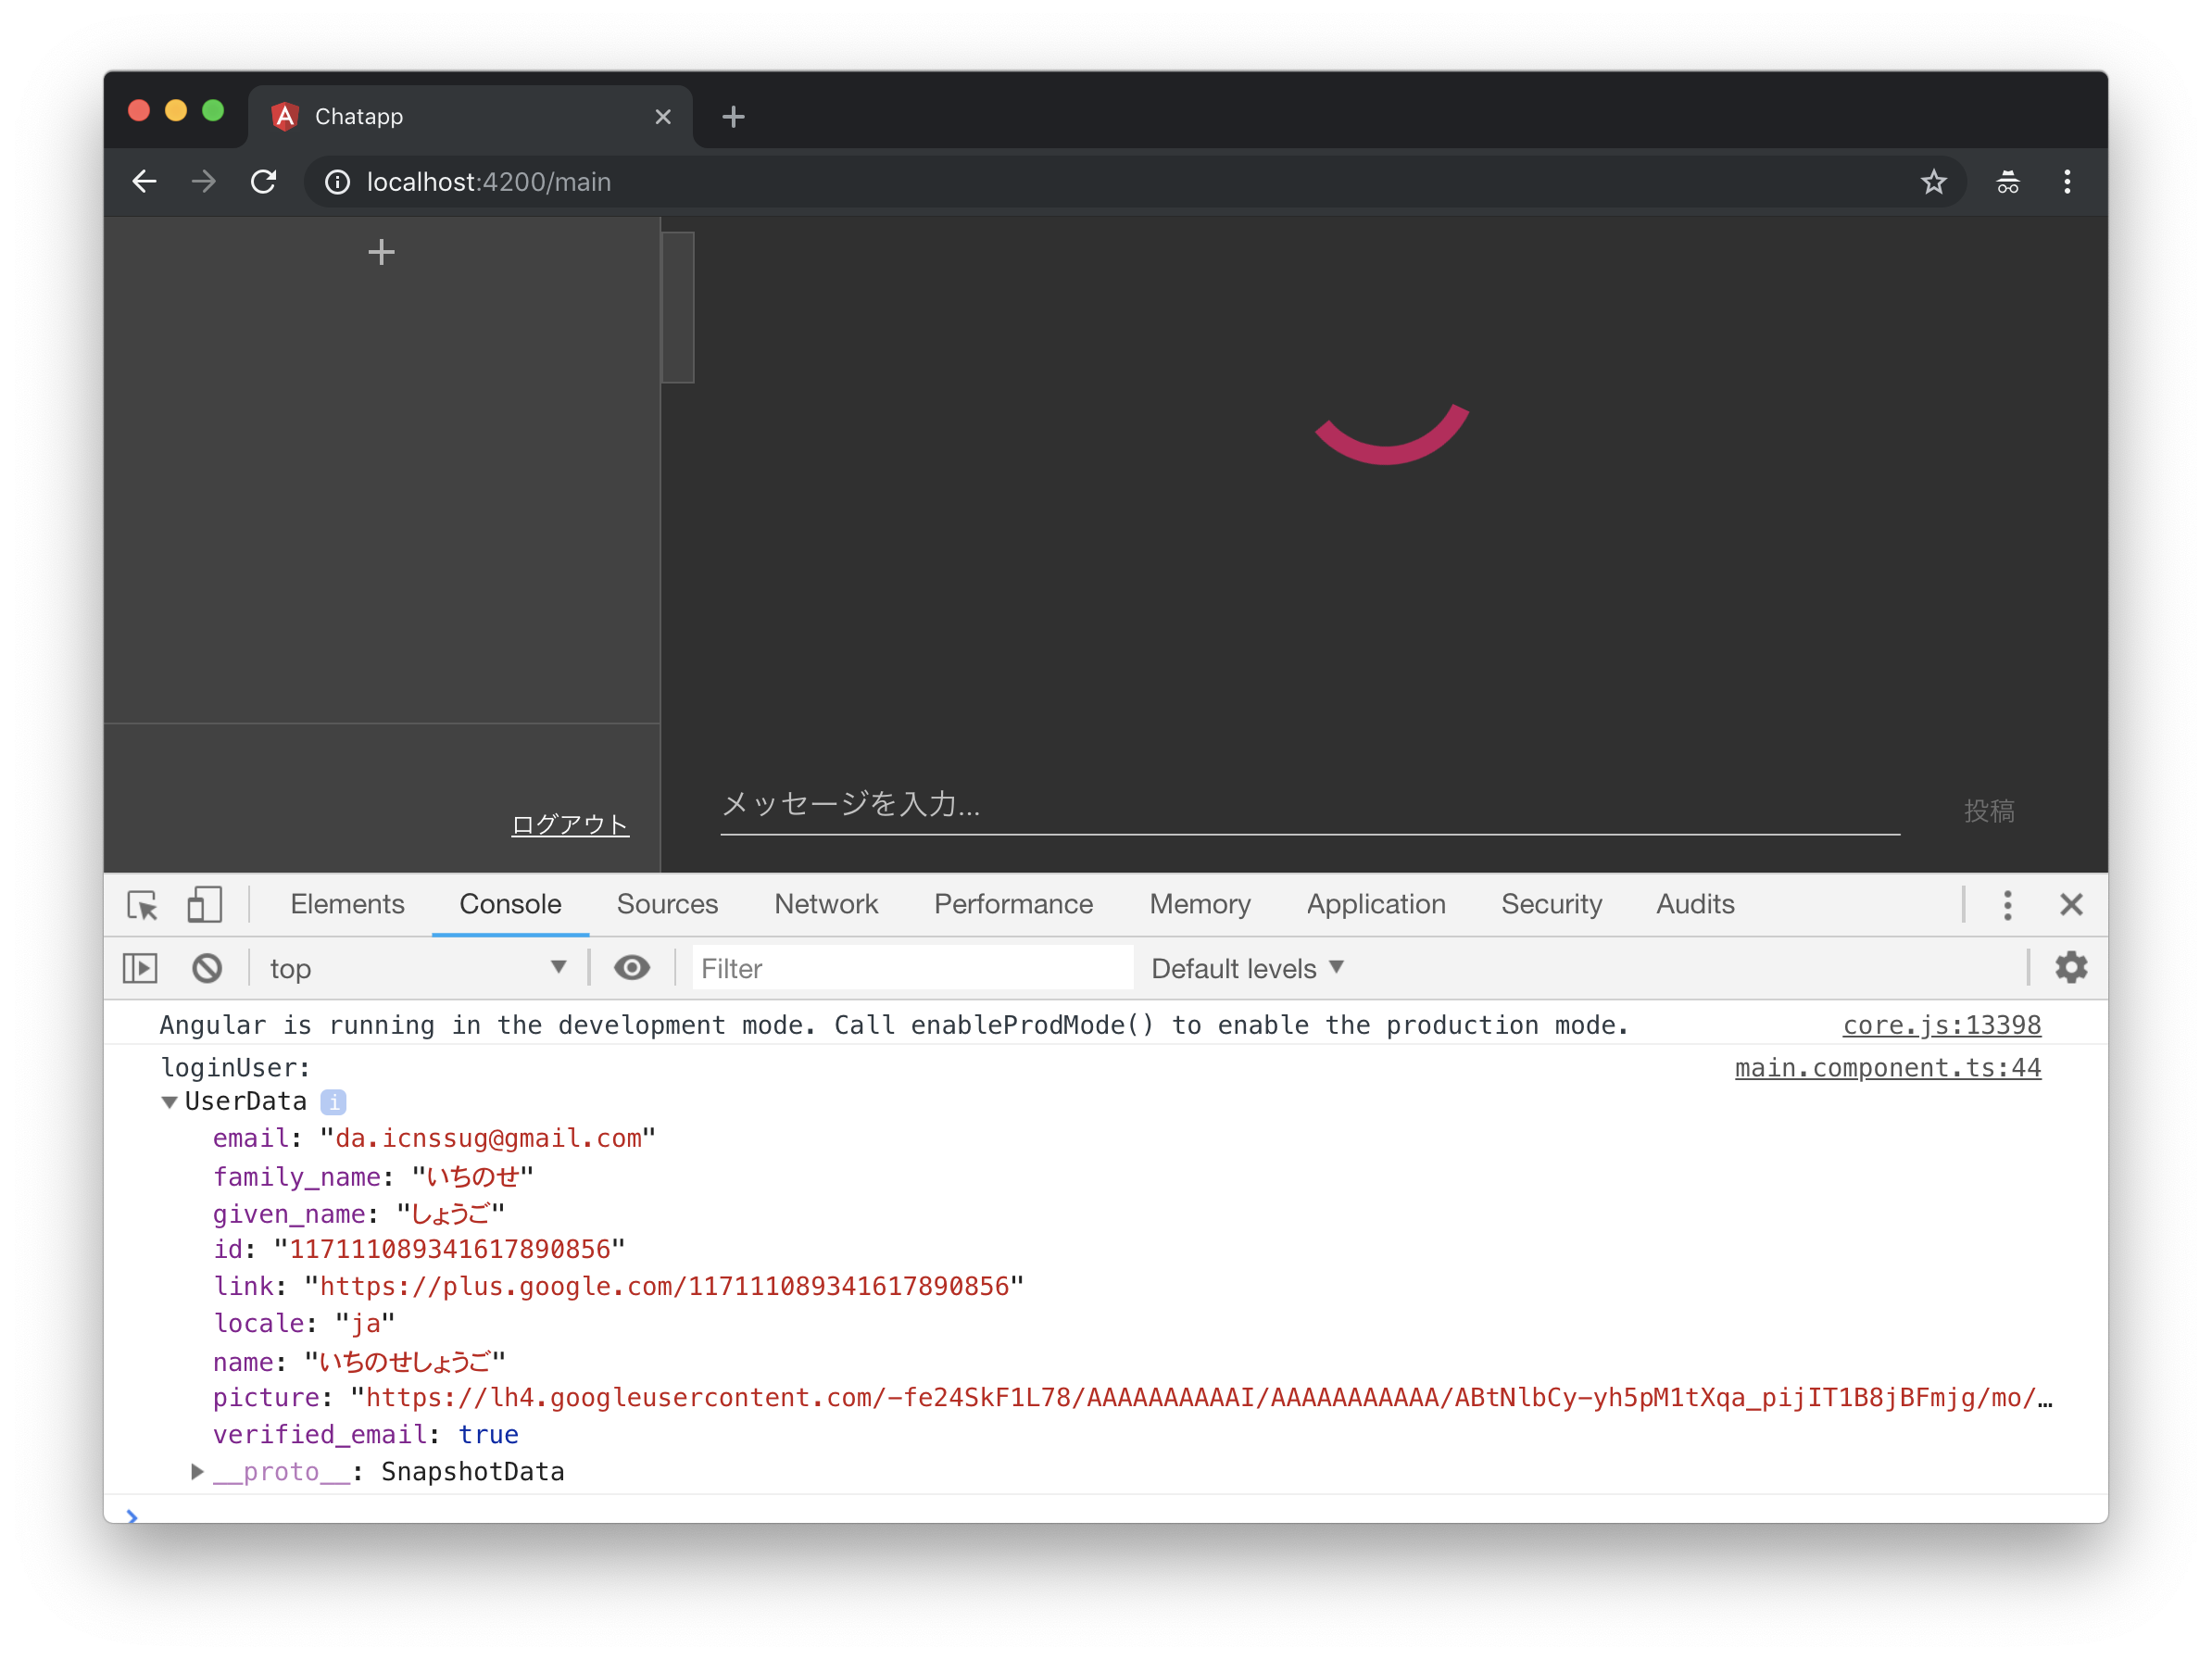 Chatapp
localhost:4200/main
メッセージを入力...
投稿
ログアウト
Elements Console Sources Network Performance Memory Application Security Audits
top Filter Default levels
Angular is running in the development mode. Call enableProdMode() to enable the production mode. core.js:13398
loginUser: main.component.ts:44
UserData i
email: "da.icnssug@gmail.com"
family_name: "いちのせ"
given_name: "しょうご"
id: "117111089341617890856"
link: "https://plus.google.com/117111089341617890856"
locale: "ja"
name: "いちのせしょうご"
picture: "https://lh4.googleusercontent.com/-fe24SkF1L78/AAAAAAAAAAI/AAAAAAAAAAA/ABtNlbCy-yh5pM1tXqa_pijIT1B8jBFmjg/mo/…
verified_email: true
__proto__: SnapshotData